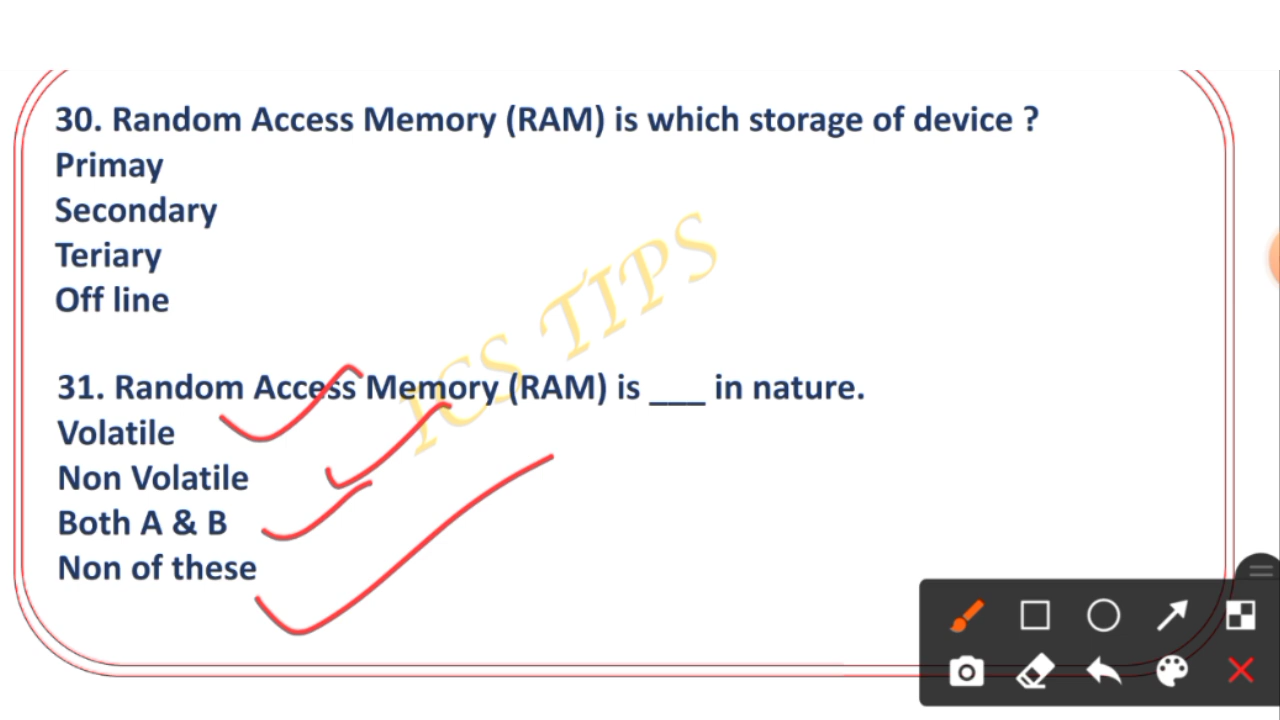 30. Random Access Memory (RAM) is which storage of device ?
Primay
Secondary
Teriary
Off line
ICS TIPS
31. Random Access Memory (RAM) is ___ in nature.
Volatile
Non Volatile
Both A & B
Non of these